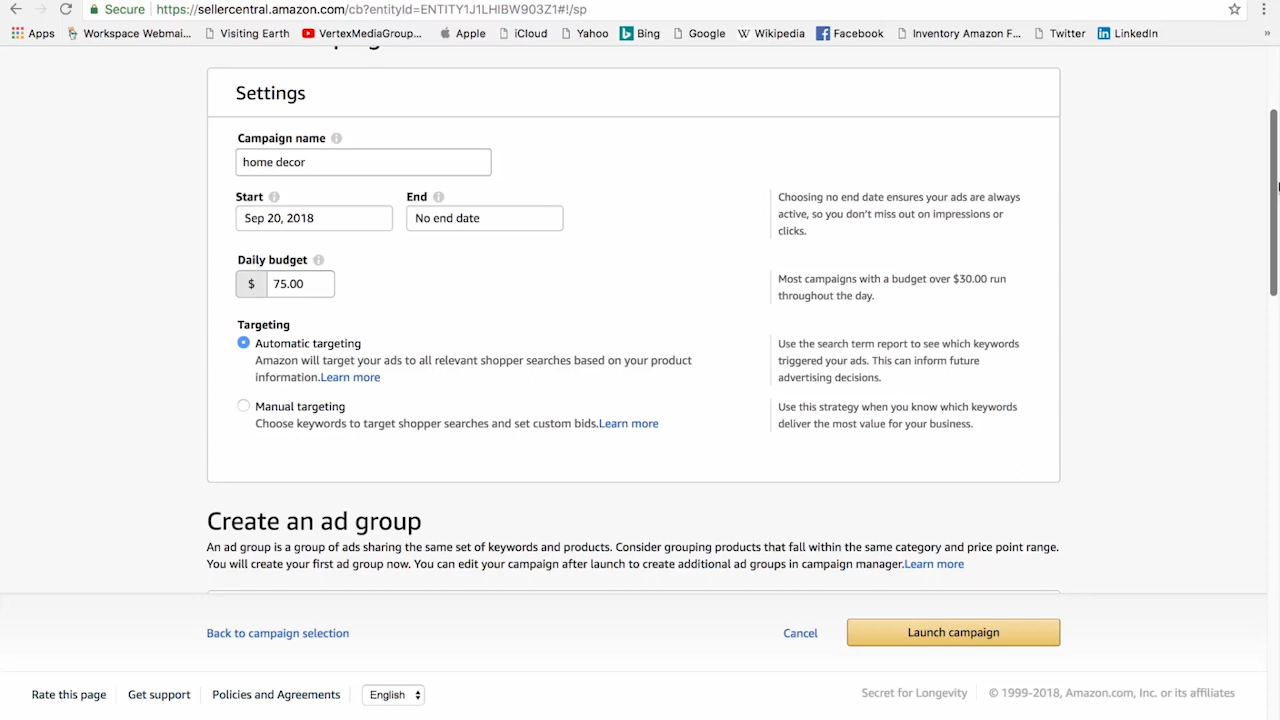 Secure https://sellercentral.amazon.com/cb?entityId=ENTITY1J1LHIBW903Z1#!/sp
Apps Workspace Webmai... Visiting Earth VertexMediaGroup... Apple iCloud Yahoo Bing Google Wikipedia Facebook Inventory Amazon F... Twitter LinkedIn »
Settings
Campaign name
home decor
Start End
Sep 20, 2018 No end date
Choosing no end date ensures your ads are always
active, so you don't miss out on impressions or
clicks.
Daily budget
$ 75.00
Most campaigns with a budget over $30.00 run
throughout the day.
Targeting
Automatic targeting
Amazon will target your ads to all relevant shopper searches based on your product
information.Learn more
Use the search term report to see which keywords
triggered your ads. This can inform future
advertising decisions.
Manual targeting
Choose keywords to target shopper searches and set custom bids.Learn more
Use this strategy when you know which keywords
deliver the most value for your business.
Create an ad group
An ad group is a group of ads sharing the same set of keywords and products. Consider grouping products that fall within the same category and price point range.
You will create your first ad group now. You can edit your campaign after launch to create additional ad groups in campaign manager.Learn more
Back to campaign selection Cancel Launch campaign
Rate this page Get support Policies and Agreements English Secret for Longevity © 1999-2018, Amazon.com, Inc. or its affiliates